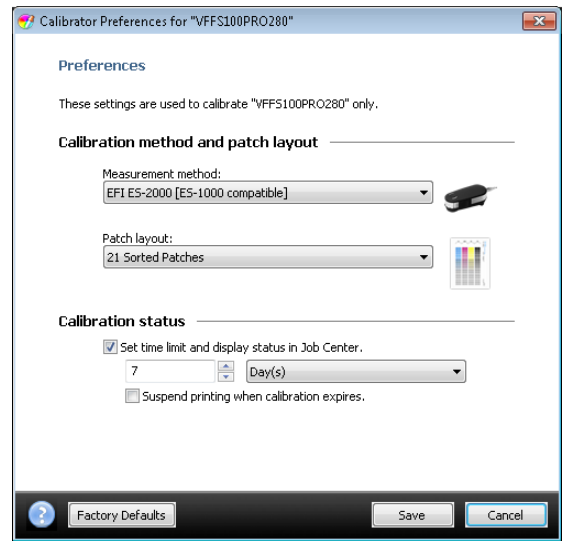 Calibrator Preferences for "VFFS100PRO280"
Preferences
These settings are used to calibrate "VFFS100PRO280" only.
Calibration method and patch layout
Measurement method:
EFI ES-2000 [ES-1000 compatible]
Patch layout:
21 Sorted Patches
Calibration status
Set time limit and display status in Job Center.
7 Day(s)
Suspend printing when calibration expires.
? Factory Defaults Save Cancel